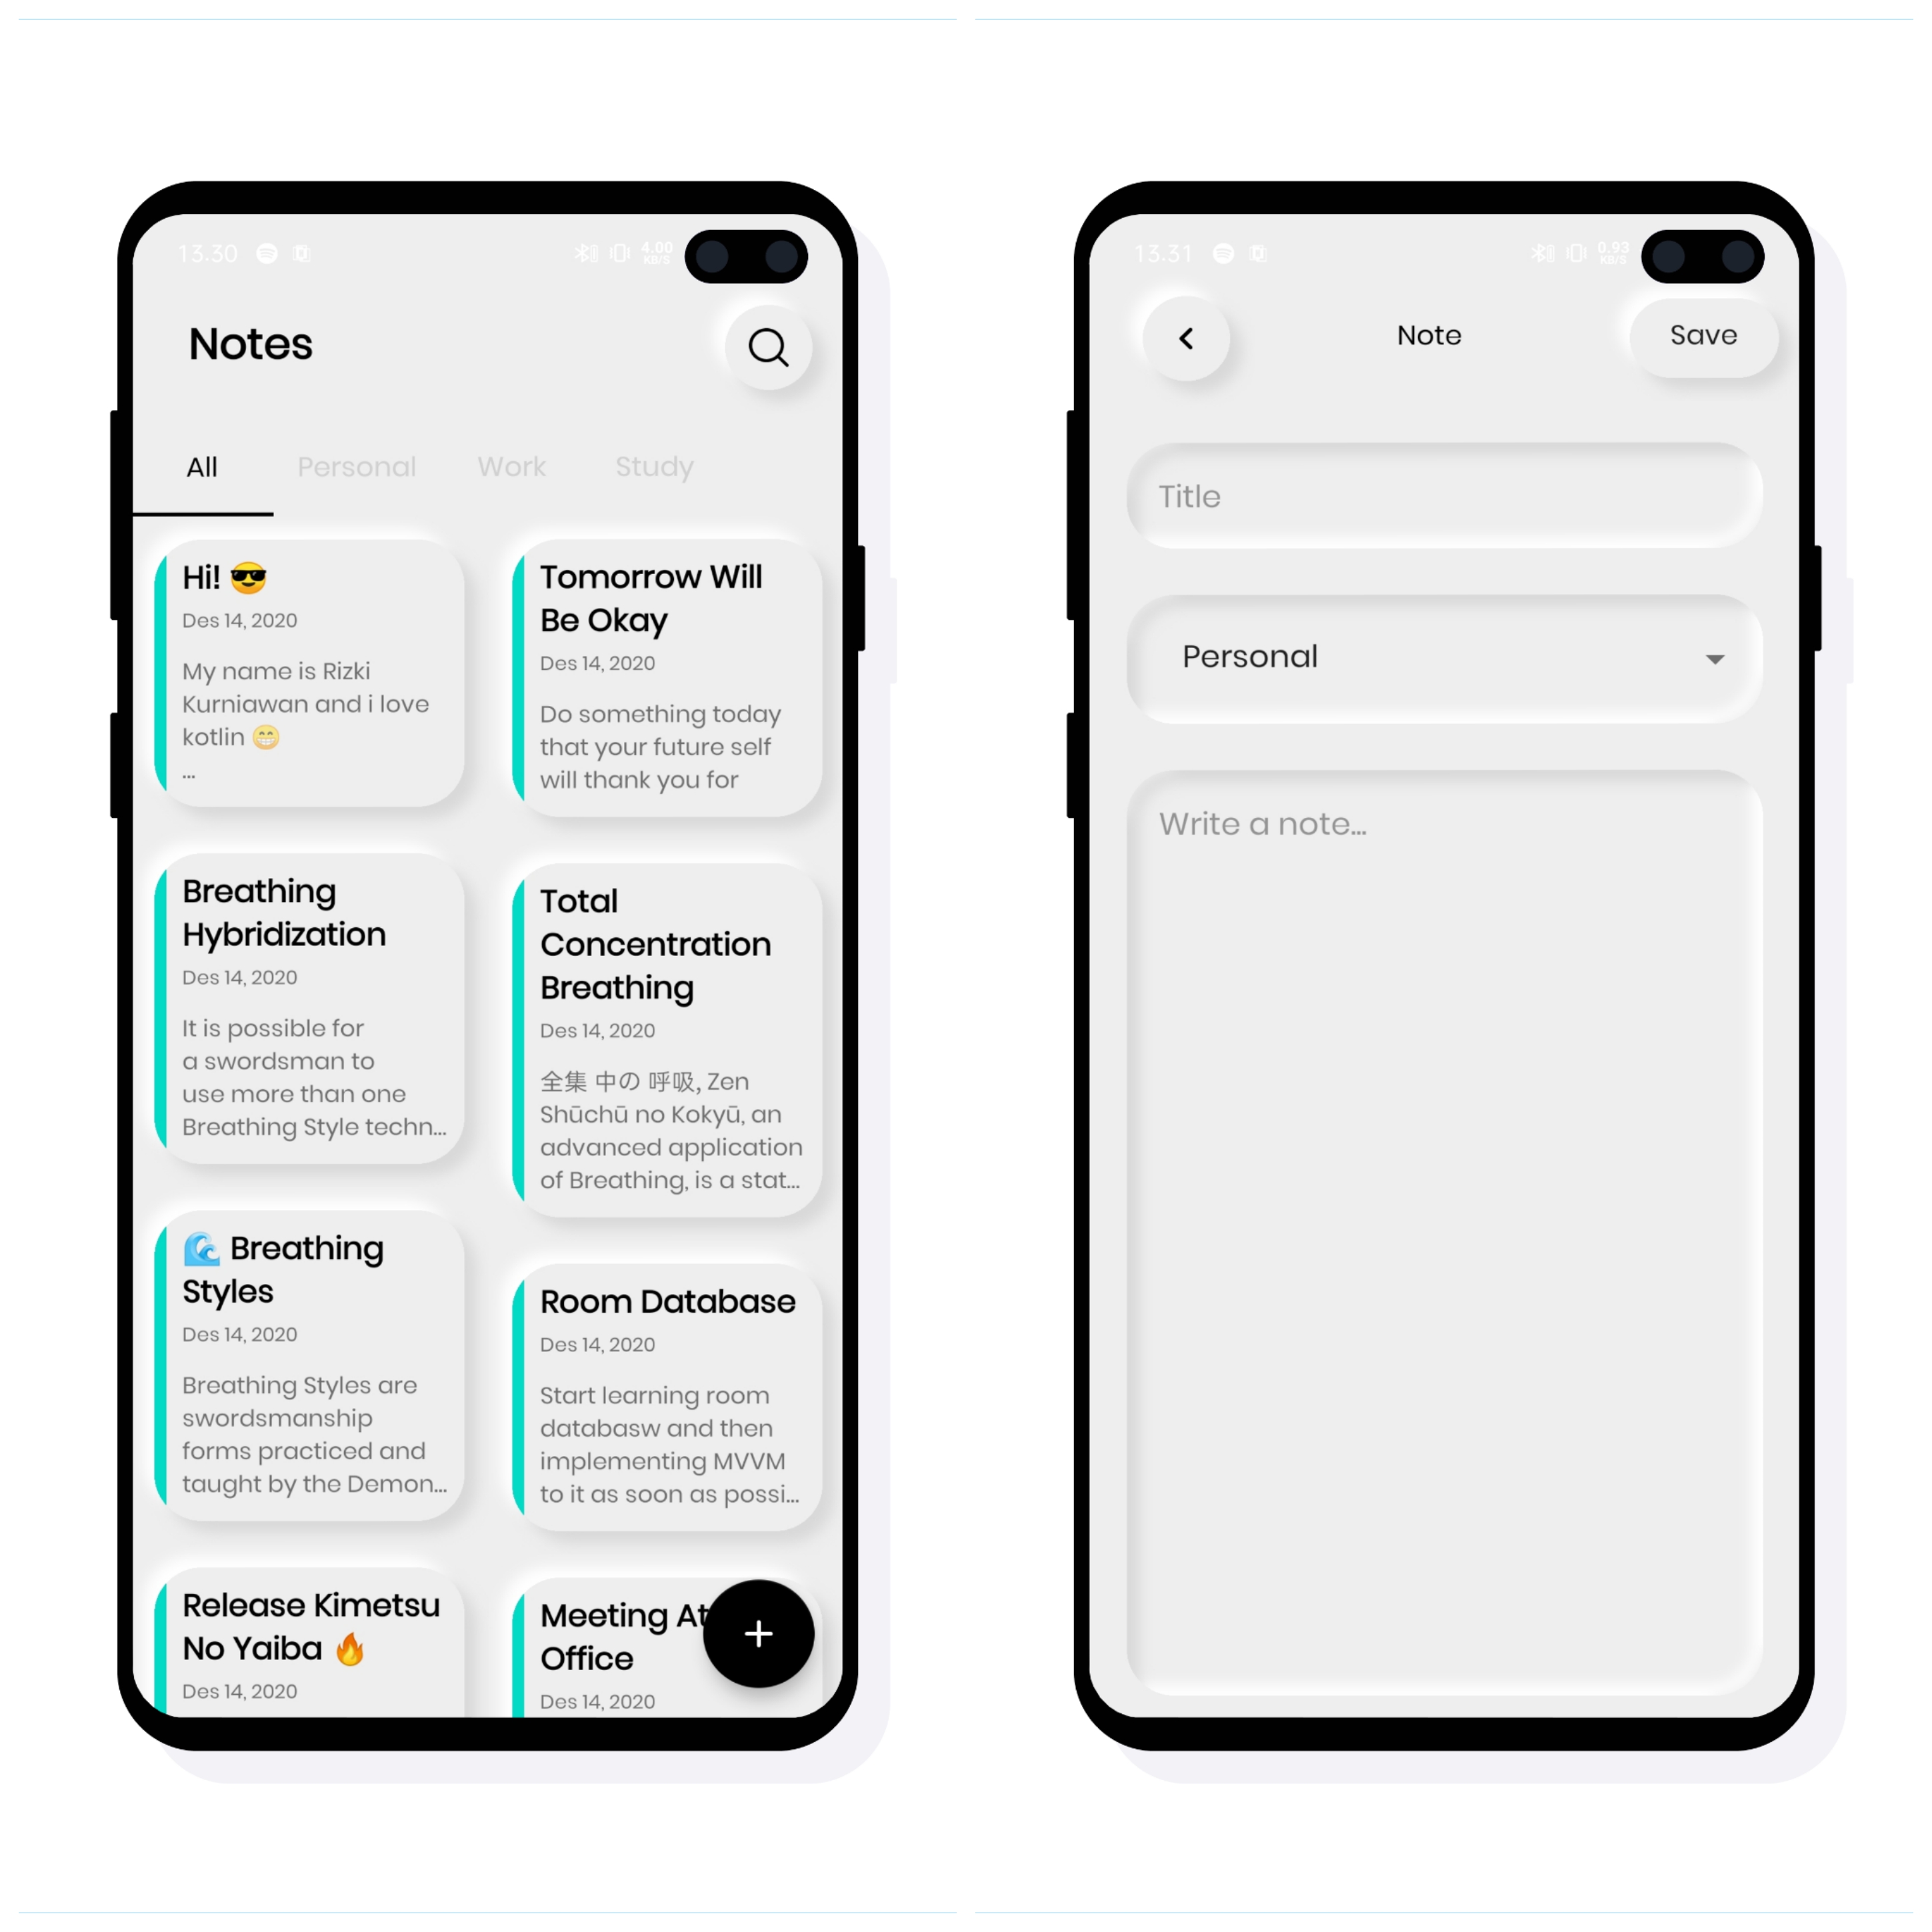 13.30
4.00
KB/S
Notes
All Personal Work Study
Hi! 😎
Des 14, 2020
My name is Rizki
Kurniawan and i love
kotlin 😁
...
Tomorrow Will
Be Okay
Des 14, 2020
Do something today
that your future self
will thank you for
Breathing
Hybridization
Des 14, 2020
It is possible for
a swordsman to
use more than one
Breathing Style techn...
Total
Concentration
Breathing
Des 14, 2020
全集 中の 呼吸, Zen
Shūchū no Kokyū, an
advanced application
of Breathing, is a stat...
🌊 Breathing
Styles
Des 14, 2020
Breathing Styles are
swordsmanship
forms practiced and
taught by the Demon...
Room Database
Des 14, 2020
Start learning room
databasw and then
implementing MVVM
to it as soon as possi...
Release Kimetsu
No Yaiba 🔥
Des 14, 2020
Meeting At
Office
Des 14, 2020
13.31
0.93
KB/S
Note
Save
Title
Personal
Write a note...